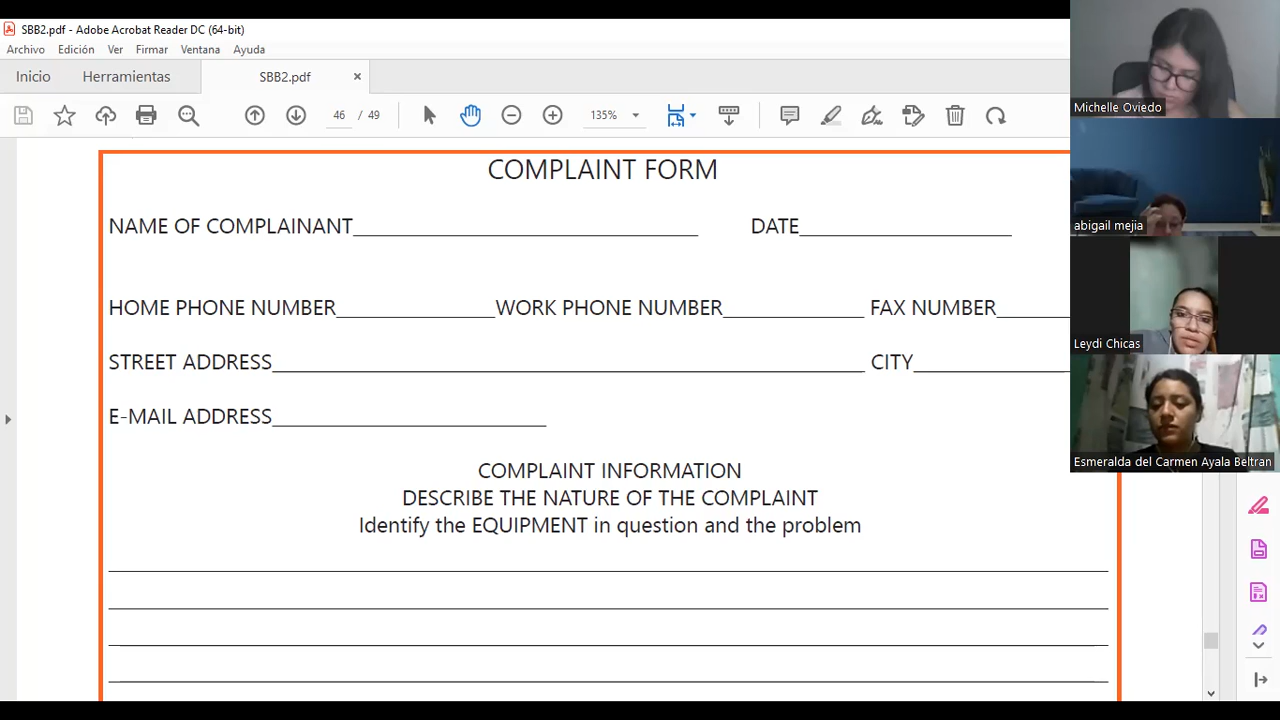 SBB2.pdf - Adobe Acrobat Reader DC (64-bit)
Archivo Edición Ver Firmar Ventana Ayuda
Inicio Herramientas SBB2.pdf ×
46 / 49 135%
COMPLAINT FORM
NAME OF COMPLAINANT DATE
HOME PHONE NUMBER WORK PHONE NUMBER FAX NUMBER
STREET ADDRESS CITY
E-MAIL ADDRESS
COMPLAINT INFORMATION
DESCRIBE THE NATURE OF THE COMPLAINT
Identify the EQUIPMENT in question and the problem
Michelle Oviedo
abigail mejia
Leydi Chicas
Esmeralda del Carmen Ayala Beltran